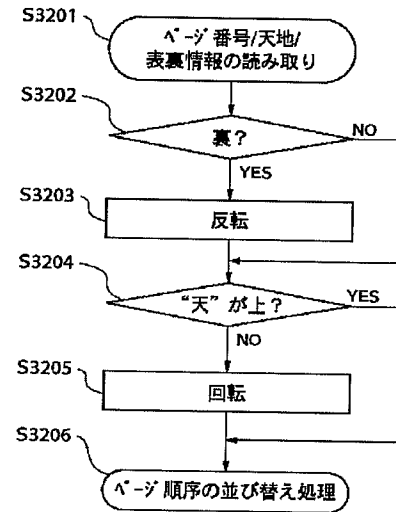 S3201
ページ番号/天地/
表裏情報の読み取り
S3202
裏?
NO
YES
S3203
反転
S3204
“天”が上?
YES
NO
S3205
回転
S3206
ページ順序の並び替え処理